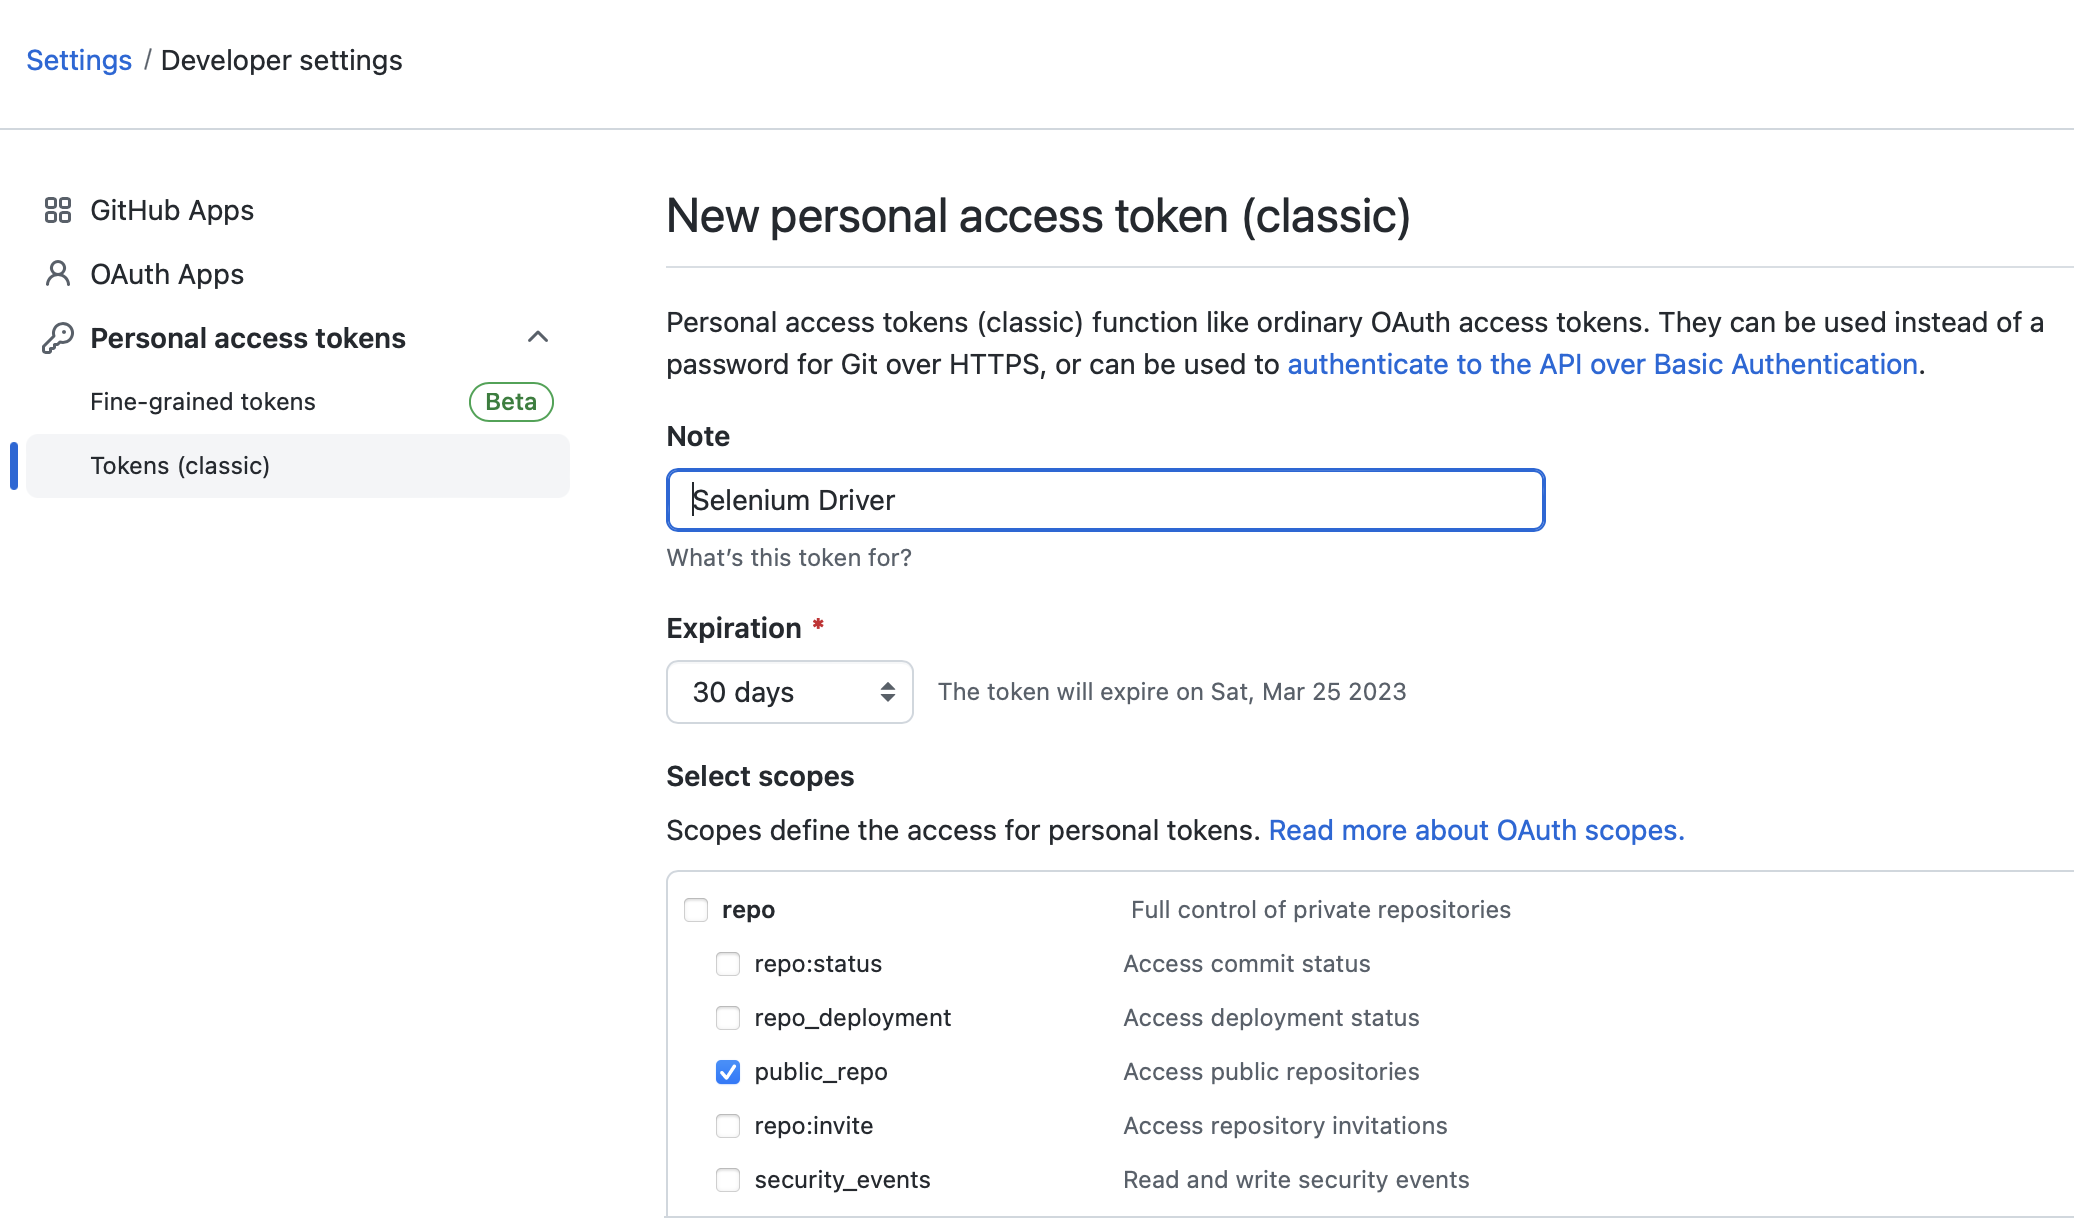 Settings / Developer settings
GitHub Apps
OAuth Apps
Personal access tokens
Fine-grained tokens Beta
Tokens (classic)
New personal access token (classic)
Personal access tokens (classic) function like ordinary OAuth access tokens. They can be used instead of a
password for Git over HTTPS, or can be used to authenticate to the API over Basic Authentication.
Note
Selenium Driver
What's this token for?
Expiration *
30 days The token will expire on Sat, Mar 25 2023
Select scopes
Scopes define the access for personal tokens. Read more about OAuth scopes.
repo Full control of private repositories
repo:status Access commit status
repo_deployment Access deployment status
public_repo Access public repositories
repo:invite Access repository invitations
security_events Read and write security events